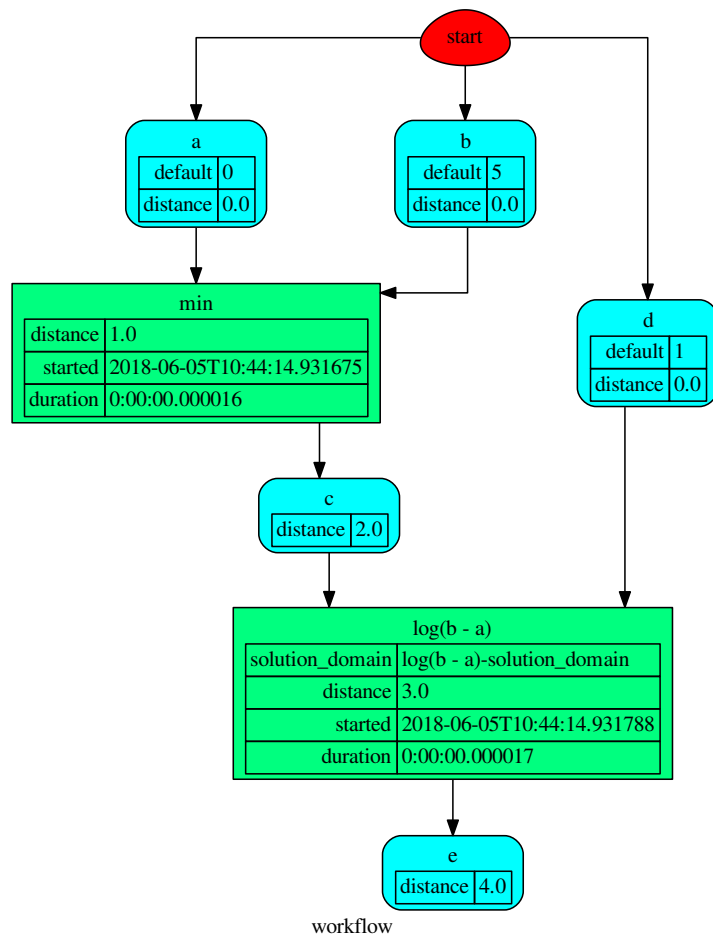 start
a
default 0
distance 0.0
b
default 5
distance 0.0
min
distance 1.0
started 2018-06-05T10:44:14.931675
duration 0:00:00.000016
d
default 1
distance 0.0
c
distance 2.0
log(b - a)
solution_domain log(b - a)-solution_domain
distance 3.0
started 2018-06-05T10:44:14.931788
duration 0:00:00.000017
e
distance 4.0
workflow